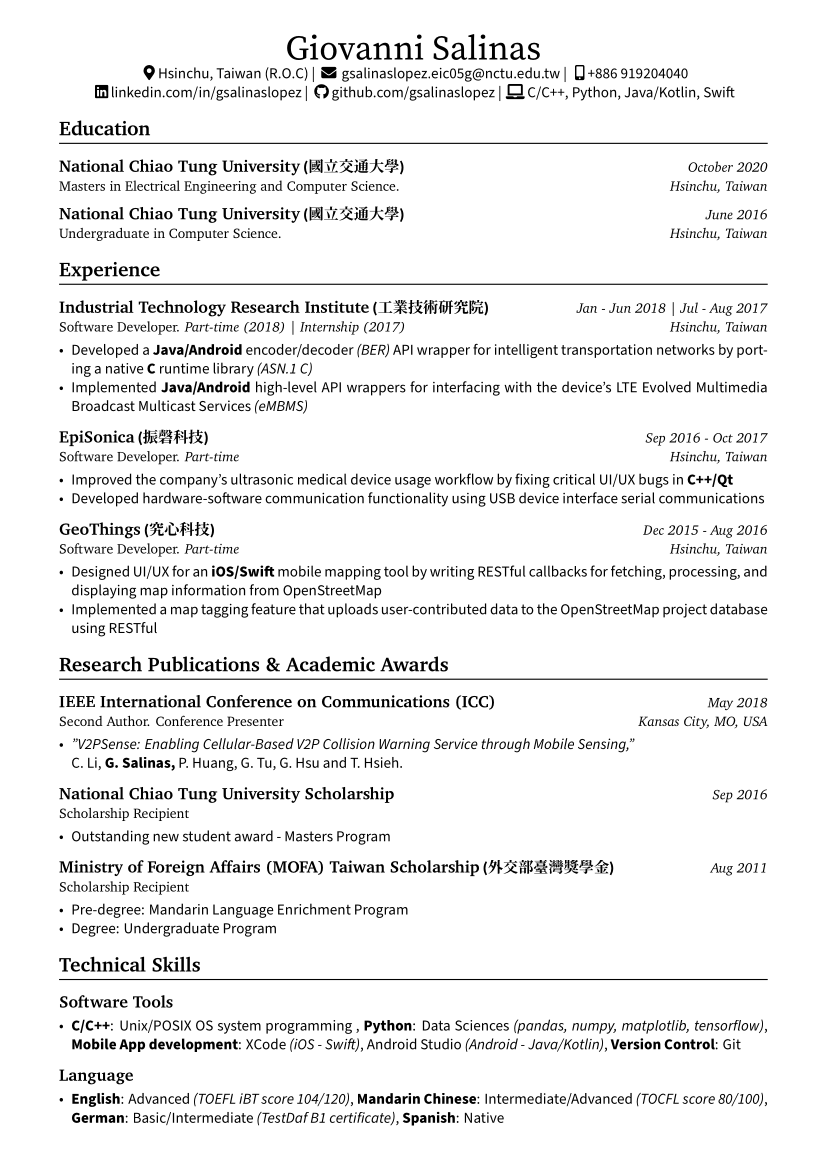 Giovanni Salinas
Hsinchu, Taiwan (R.O.C) | gsalinaslopez.eic05g@nctu.edu.tw | +886 919204040
linkedin.com/in/gsalinaslopez | github.com/gsalinaslopez | C/C++, Python, Java/Kotlin, Swift
Education
National Chiao Tung University (國立交通大學) October 2020
Masters in Electrical Engineering and Computer Science. Hsinchu, Taiwan
National Chiao Tung University (國立交通大學) June 2016
Undergraduate in Computer Science. Hsinchu, Taiwan
Experience
Industrial Technology Research Institute (工業技術研究院) Jan - Jun 2018 | Jul - Aug 2017
Software Developer. Part-time (2018) | Internship (2017) Hsinchu, Taiwan
• Developed a Java/Android encoder/decoder (BER) API wrapper for intelligent transportation networks by port-
ing a native C runtime library (ASN.1 C)
• Implemented Java/Android high-level API wrappers for interfacing with the device's LTE Evolved Multimedia
Broadcast Multicast Services (eMBMS)
EpiSonica (振磬科技) Sep 2016 - Oct 2017
Software Developer. Part-time Hsinchu, Taiwan
• Improved the company's ultrasonic medical device usage workflow by fixing critical UI/UX bugs in C++/Qt
• Developed hardware-software communication functionality using USB device interface serial communications
GeoThings (究心科技) Dec 2015 - Aug 2016
Software Developer. Part-time Hsinchu, Taiwan
• Designed UI/UX for an iOS/Swift mobile mapping tool by writing RESTful callbacks for fetching, processing, and
displaying map information from OpenStreetMap
• Implemented a map tagging feature that uploads user-contributed data to the OpenStreetMap project database
using RESTful
Research Publications & Academic Awards
IEEE International Conference on Communications (ICC) May 2018
Second Author. Conference Presenter Kansas City, MO, USA
• ”V2PSense: Enabling Cellular-Based V2P Collision Warning Service through Mobile Sensing,”
C. Li, G. Salinas, P. Huang, G. Tu, G. Hsu and T. Hsieh.
National Chiao Tung University Scholarship Sep 2016
Scholarship Recipient
• Outstanding new student award - Masters Program
Ministry of Foreign Affairs (MOFA) Taiwan Scholarship (外交部臺灣獎學金) Aug 2011
Scholarship Recipient
• Pre-degree: Mandarin Language Enrichment Program
• Degree: Undergraduate Program
Technical Skills
Software Tools
• C/C++: Unix/POSIX OS system programming , Python: Data Sciences (pandas, numpy, matplotlib, tensorflow),
Mobile App development: XCode (iOS - Swift), Android Studio (Android - Java/Kotlin), Version Control: Git
Language
• English: Advanced (TOEFL iBT score 104/120), Mandarin Chinese: Intermediate/Advanced (TOCFL score 80/100),
German: Basic/Intermediate (TestDaf B1 certificate), Spanish: Native